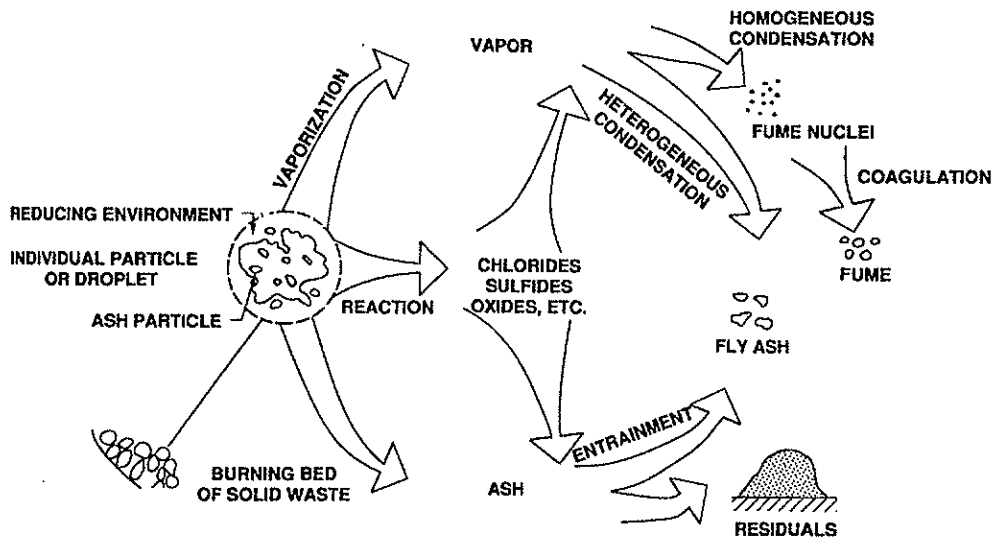 HOMOGENEOUS
CONDENSATION
VAPOR
VAPORIZATION
HETEROGENEOUS
CONDENSATION
FUME NUCLEI
COAGULATION
REDUCING ENVIRONMENT
INDIVIDUAL PARTICLE
OR DROPLET
ASH PARTICLE
REACTION
CHLORIDES
SULFIDES
OXIDES, ETC.
FUME
FLY ASH
BURNING BED
OF SOLID WASTE
ENTRAINMENT
ASH
RESIDUALS